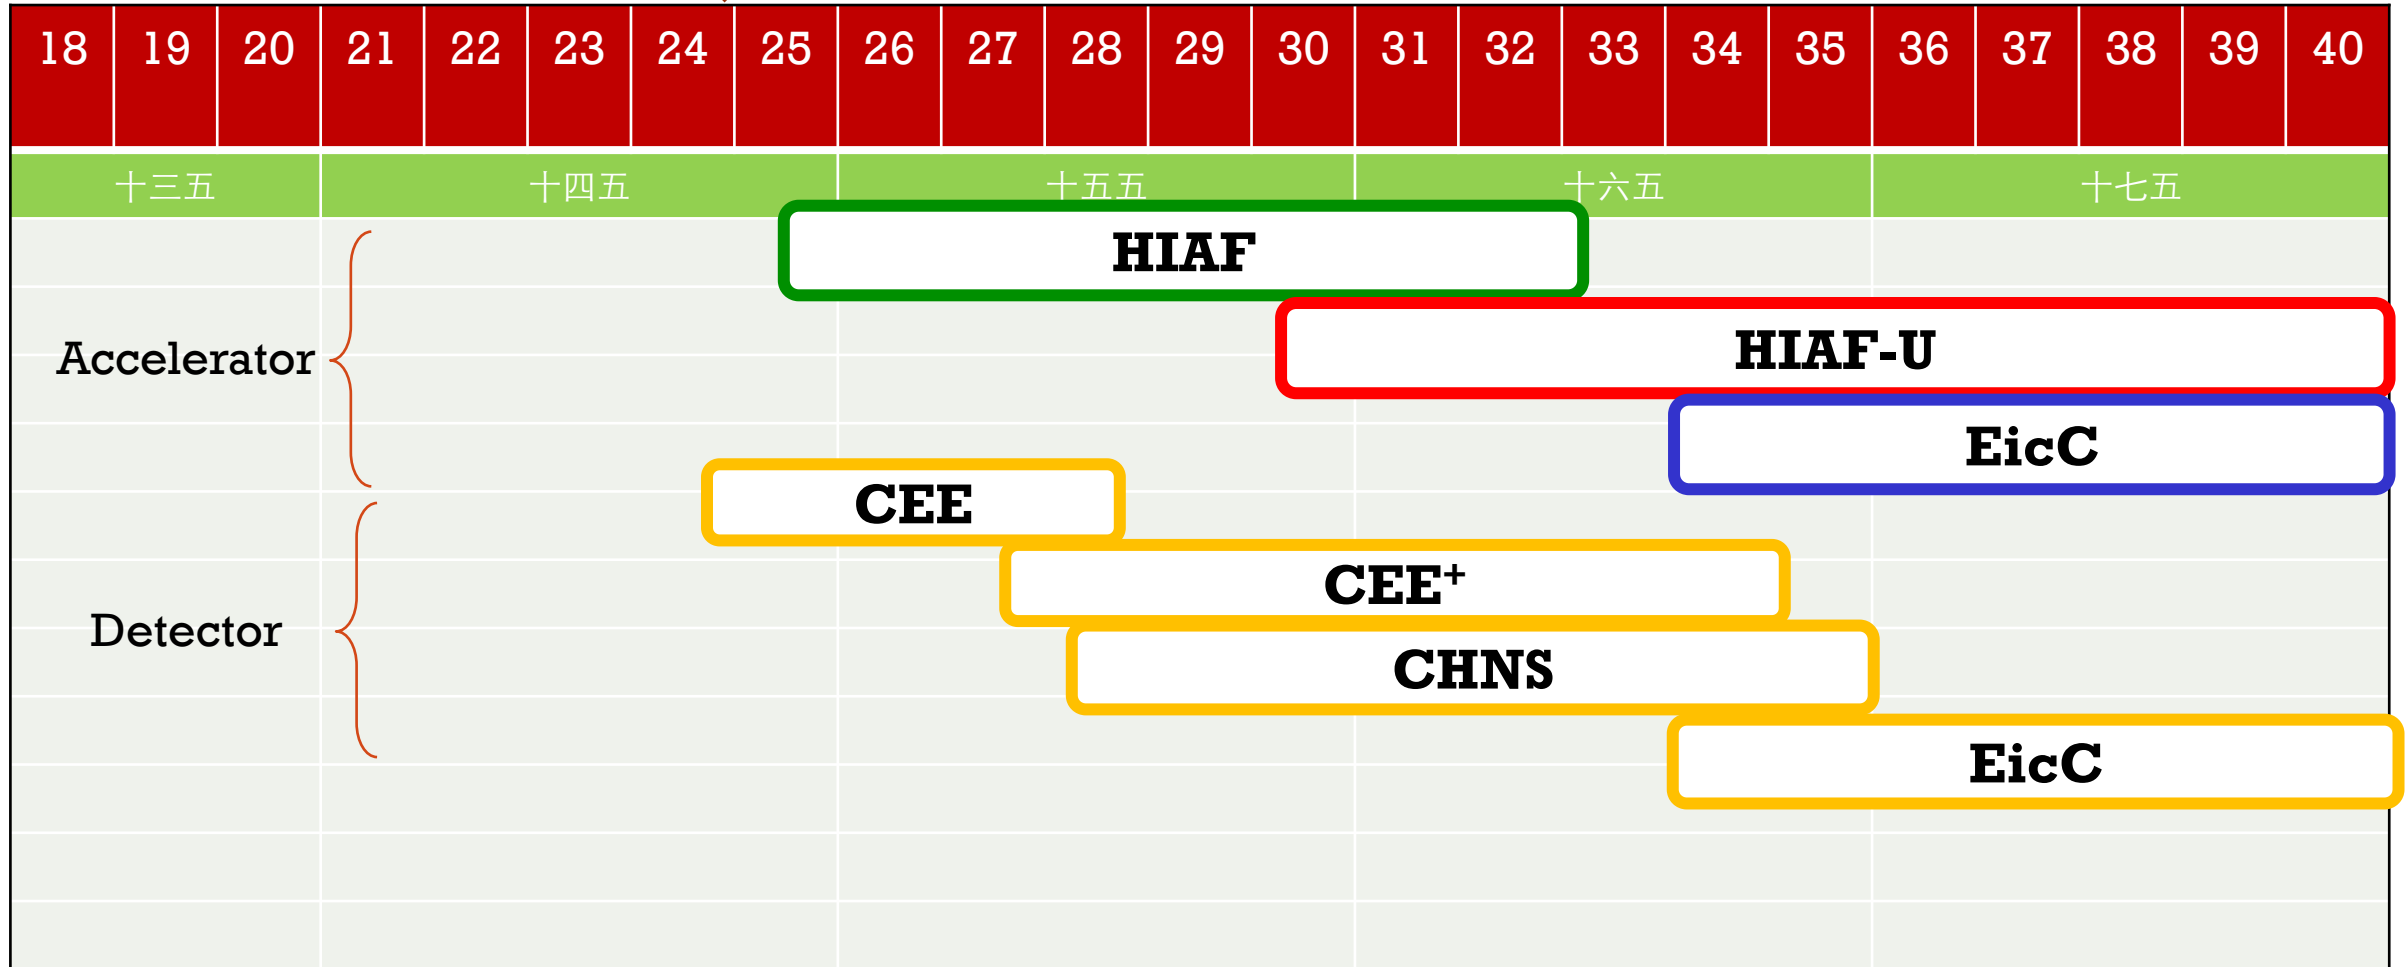 18 19 20 21 22 23 24 25 26 27 28 29 30 31 32 33 34 35 36 37 38 39 40
十三五 十四五 十五五 十六五 十七五
HIAF
Accelerator
HIAF-U
EicC
CEE
CEE⁺
Detector
CHNS
EicC